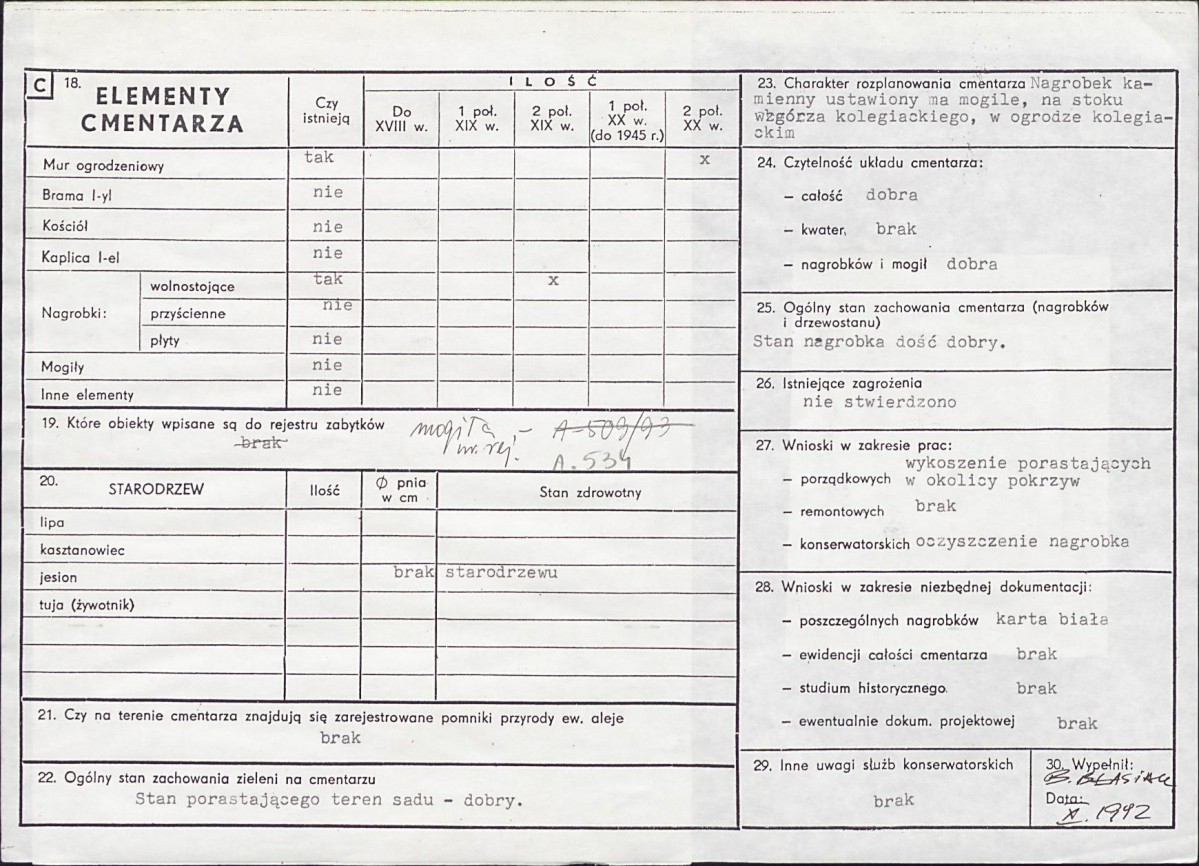 C 18. ELEMENTY CMENTARZA
Czy istnieją
ILOŚĆ
Do XVIII w.
1 poł. XIX w.
2 poł. XIX w.
1 poł. XX w. (do 1945 r.)
2 poł. XX w.
Mur ogrodzeniowy tak x
Brama I-yl nie
Kościół nie
Kaplica I-el nie
Nagrobki:
wolnostojące tak x
przyścienne nie
płyty nie
Mogiły nie
Inne elementy nie
19. Które obiekty wpisane są do rejestru zabytków
brak
mogiła,- A-509/93
nr. rej. A. 534
20. STARODRZEW Ilość Ø pnia w cm Stan zdrowotny
lipa
kasztanowiec
jesion brak starodrzewu
tuja (żywotnik)
21. Czy na terenie cmentarza znajdują się zarejestrowane pomniki przyrody ew. aleje
brak
22. Ogólny stan zachowania zieleni na cmentarzu
Stan porastającego teren sadu - dobry.
23. Charakter rozplanowania cmentarza Nagrobek ka-
mienny ustawiony ma mogile, na stoku
wzgórza kolegiackiego, w ogrodze kolegia-
ckim
24. Czytelność układu cmentarza:
– całość dobra
– kwater, brak
– nagrobków i mogił dobra
25. Ogólny stan zachowania cmentarza (nagrobków
i drzewostanu)
Stan nagrobka dość dobry.
26. Istniejące zagrożenia
nie stwierdzono
27. Wnioski w zakresie prac:
wykoszenie porastających
– porządkowych w okolicy pokrzyw
– remontowych brak
– konserwatorskich oczyszczenie nagrobka
28. Wnioski w zakresie niezbędnej dokumentacji:
– poszczególnych nagrobków karta biała
– ewidencji całości cmentarza brak
– studium historycznego. brak
– ewentualnie dokum. projektowej brak
29. Inne uwagi służb konserwatorskich
brak
30. Wypełnił:
Data:
XI. 1992